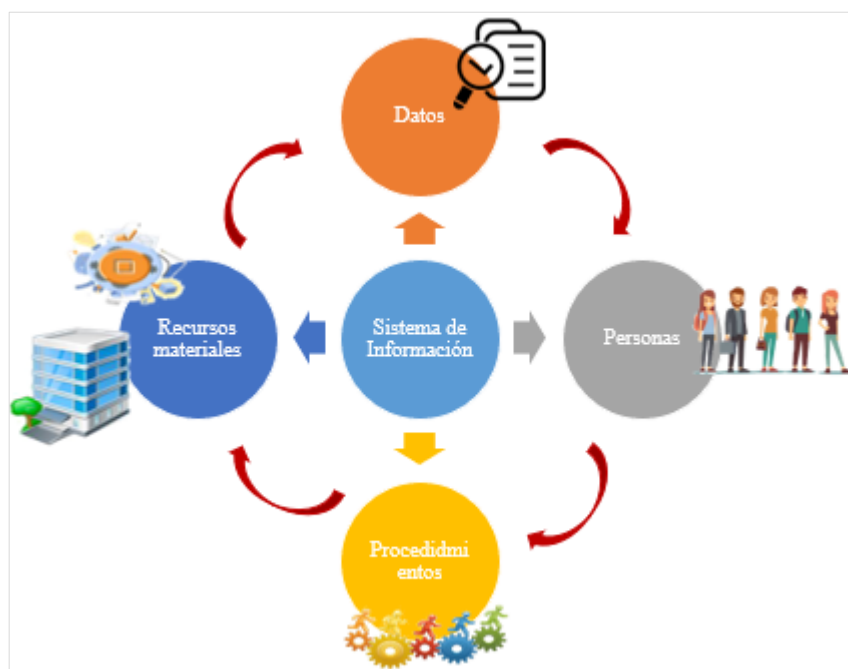 Datos
Recursos
materiales
Sistema de
Información
Personas
Procedidmi
entos